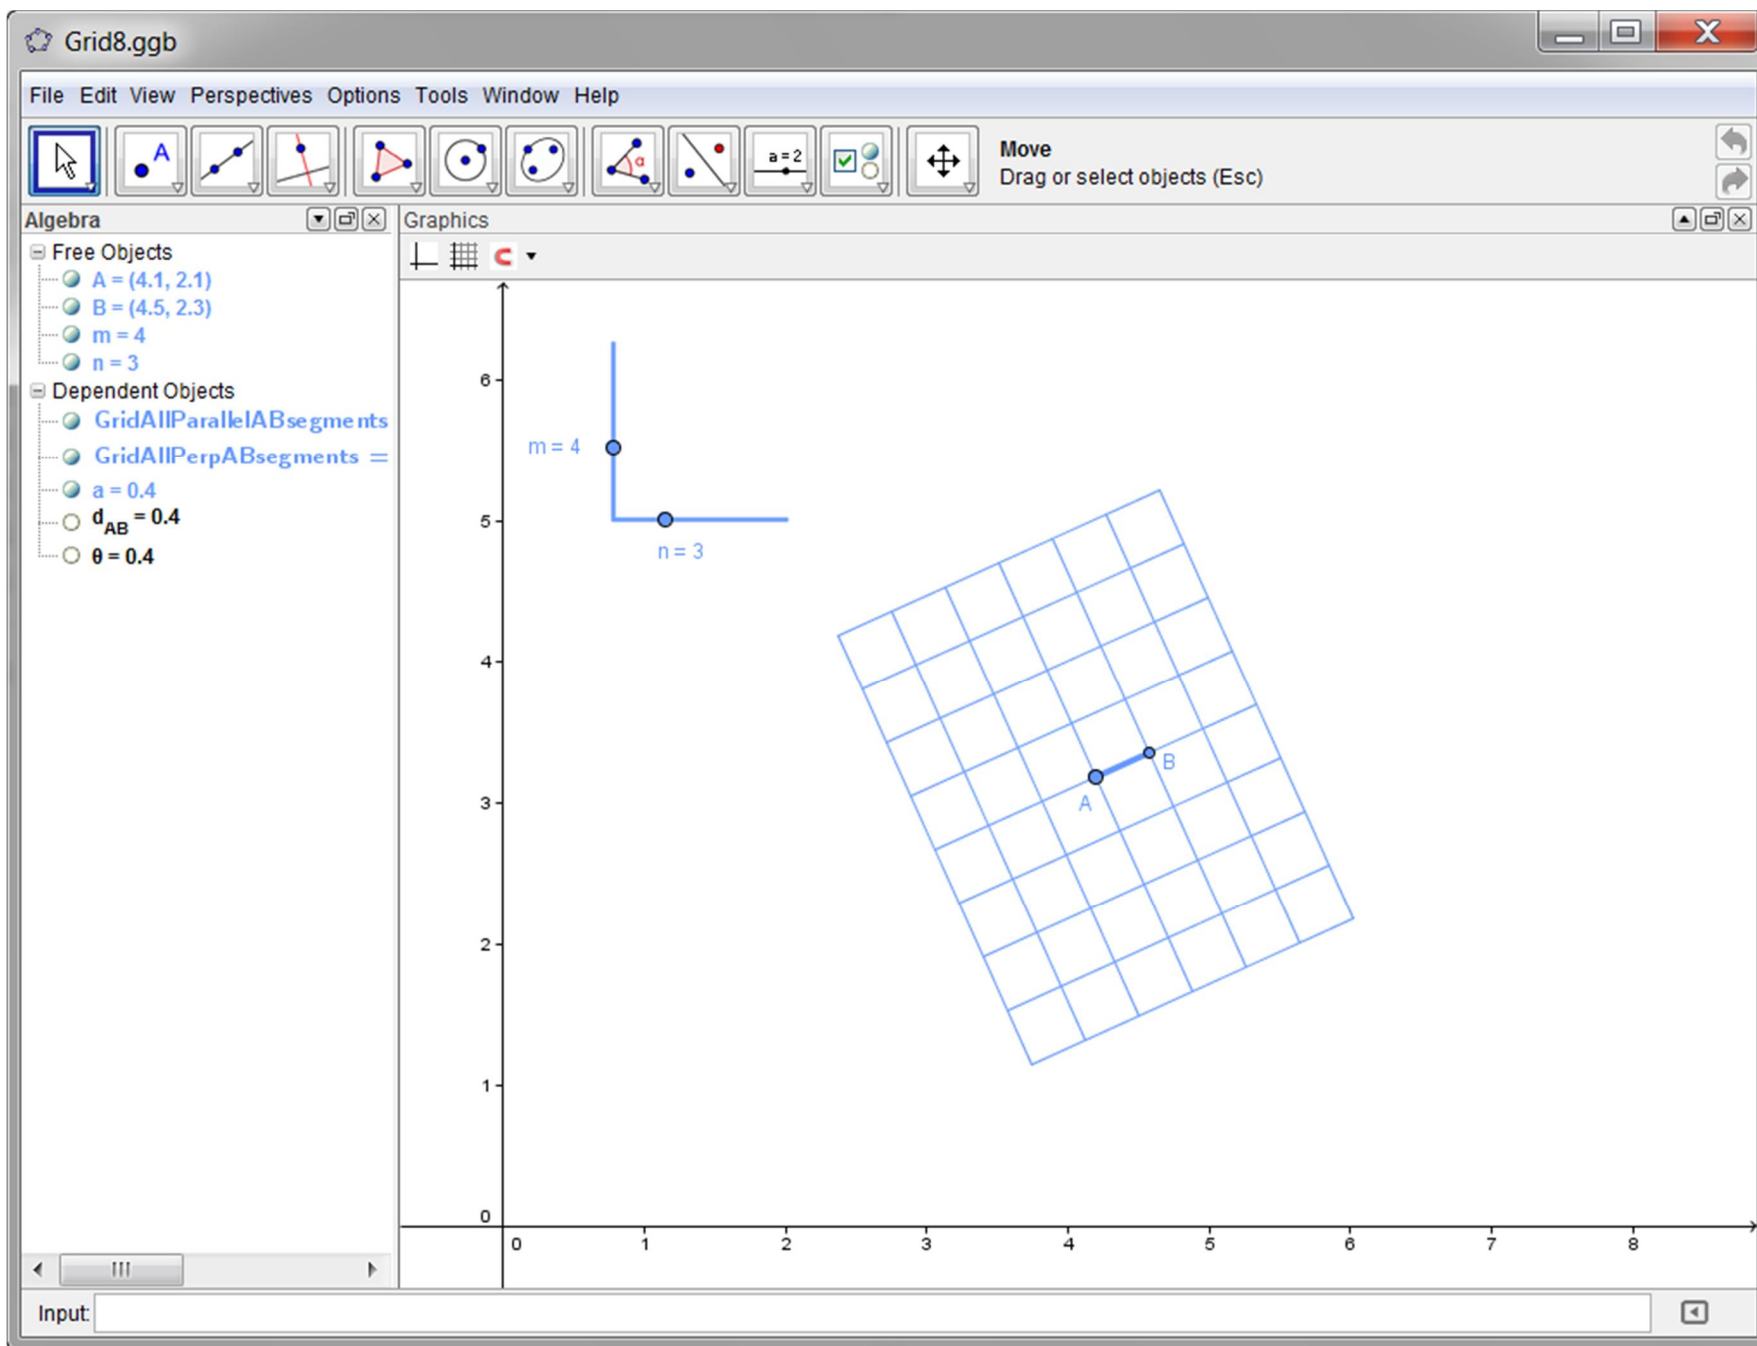 Grid8.ggb
File Edit View Perspectives Options Tools Window Help
A
α
a = 2
Move
Drag or select objects (Esc)
Algebra
Graphics
Free Objects
A = (4.1, 2.1)
B = (4.5, 2.3)
m = 4
n = 3
Dependent Objects
GridAllParallelABsegments
GridAllPerpABsegments =
a = 0.4
d_AB = 0.4
θ = 0.4
6
5
4
3
2
1
0
m = 4
n = 3
A
B
0 1 2 3 4 5 6 7 8
Input: